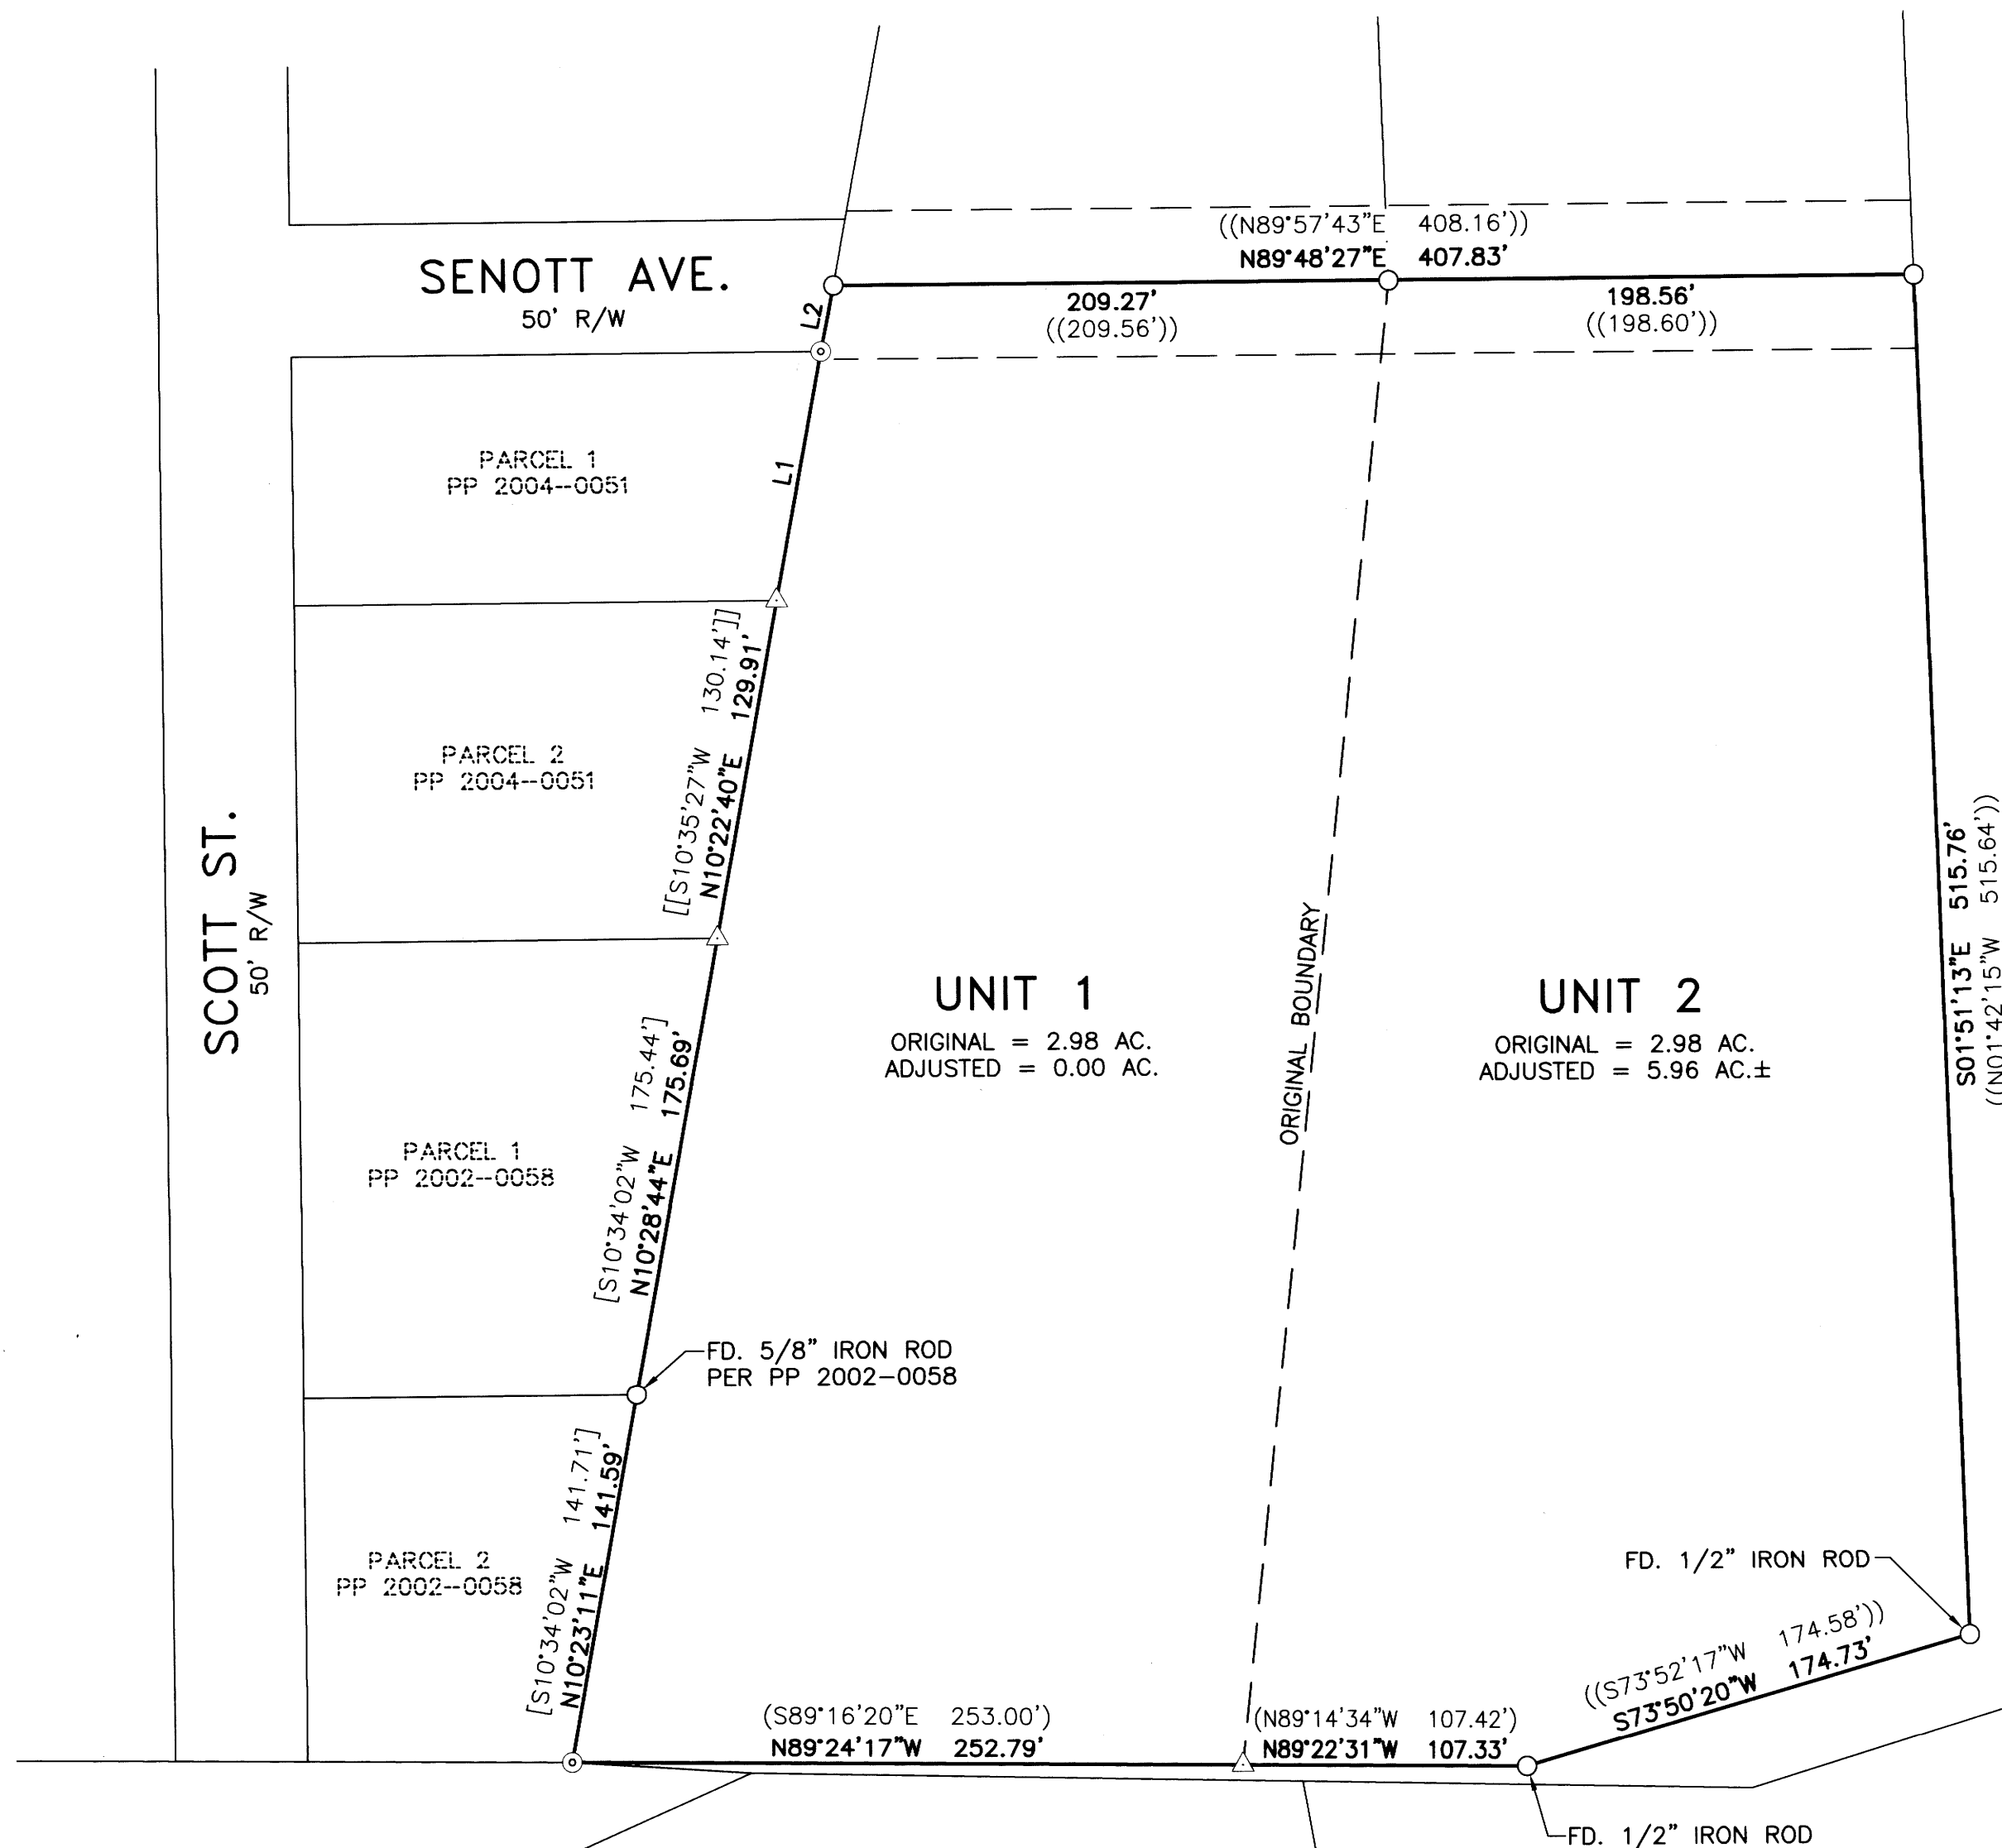 ((N89°57'43"E 408.16'))
N89°48'27"E 407.83'
SENOTT AVE.
50' R/W
209.27'
((209.56'))
198.56'
((198.60'))
L2
L1
PARCEL 1
PP 2004--0051
[[S10°35'27"W 130.14']]
N10°22'40"E 129.91'
PARCEL 2
PP 2004--0051
SCOTT ST.
50' R/W
S01°51'13"E 515.76'
((N01°42'15"W 515.64'))
ORIGINAL BOUNDARY
UNIT 1
ORIGINAL = 2.98 AC.
ADJUSTED = 0.00 AC.
UNIT 2
ORIGINAL = 2.98 AC.
ADJUSTED = 5.96 AC.±
[S10°34'02"W 175.44']
N10°28'44"E 175.69'
PARCEL 1
PP 2002--0058
FD. 5/8" IRON ROD
PER PP 2002-0058
[S10°34'02"W 141.71']
N10°23'11"E 141.59'
PARCEL 2
PP 2002--0058
FD. 1/2" IRON ROD
((S73°52'17"W 174.58'))
S73°50'20"W 174.73'
(S89°16'20"E 253.00')
N89°24'17"W 252.79'
(N89°14'34"W 107.42')
N89°22'31"W 107.33'
FD. 1/2" IRON ROD